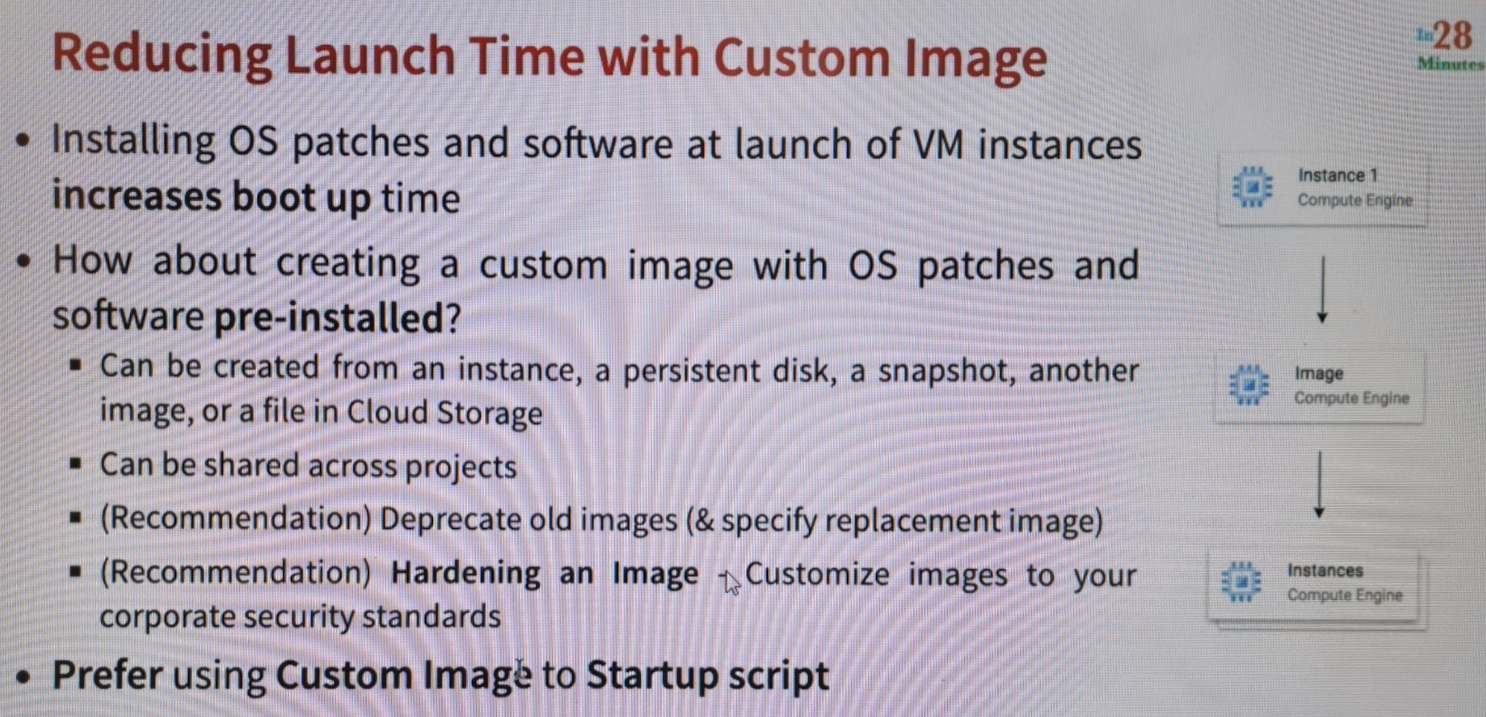 Reducing Launch Time with Custom Image
In28
Minutes
• Installing OS patches and software at launch of VM instances
increases boot up time
• How about creating a custom image with OS patches and
software pre-installed?
▪ Can be created from an instance, a persistent disk, a snapshot, another
image, or a file in Cloud Storage
▪ Can be shared across projects
▪ (Recommendation) Deprecate old images (& specify replacement image)
▪ (Recommendation) Hardening an Image - Customize images to your
corporate security standards
• Prefer using Custom Image to Startup script
Instance 1
Compute Engine
Image
Compute Engine
Instances
Compute Engine